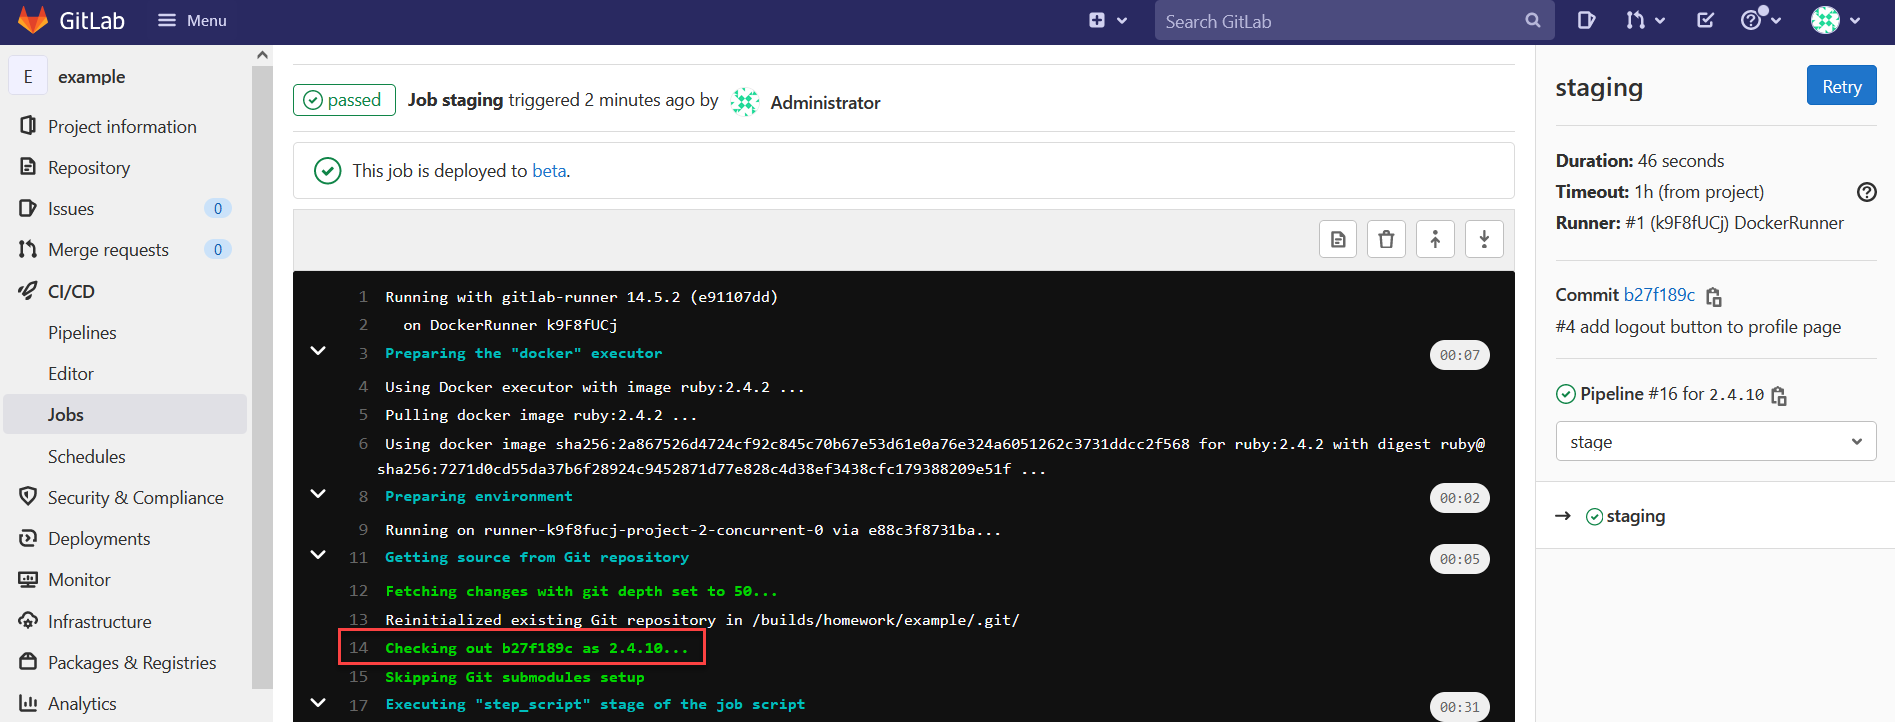 GitLab Menu Search GitLab
E example
Project information
Repository
Issues 0
Merge requests 0
CI/CD
Pipelines
Editor
Jobs
Schedules
Security & Compliance
Deployments
Monitor
Infrastructure
Packages & Registries
Analytics
passed Job staging triggered 2 minutes ago by Administrator
This job is deployed to beta.
1 Running with gitlab-runner 14.5.2 (e91107dd)
2 on DockerRunner k9F8fUCj
3 Preparing the "docker" executor 00:07
4 Using Docker executor with image ruby:2.4.2 ...
5 Pulling docker image ruby:2.4.2 ...
6 Using docker image sha256:2a867526d4724cf92c845c70b67e53d61e0a76e324a6051262c3731ddcc2f568 for ruby:2.4.2 with digest ruby@
sha256:7271d0cd55da37b6f28924c9452871d77e828c4d38ef3438cfc179388209e51f ...
8 Preparing environment 00:02
9 Running on runner-k9f8fucj-project-2-concurrent-0 via e88c3f8731ba...
11 Getting source from Git repository 00:05
12 Fetching changes with git depth set to 50...
13 Reinitialized existing Git repository in /builds/homework/example/.git/
14 Checking out b27f189c as 2.4.10...
15 Skipping Git submodules setup
17 Executing "step_script" stage of the job script 00:31
staging Retry
Duration: 46 seconds
Timeout: 1h (from project)
Runner: #1 (k9F8fUCj) DockerRunner
Commit b27f189c
#4 add logout button to profile page
Pipeline #16 for 2.4.10
stage
→ staging